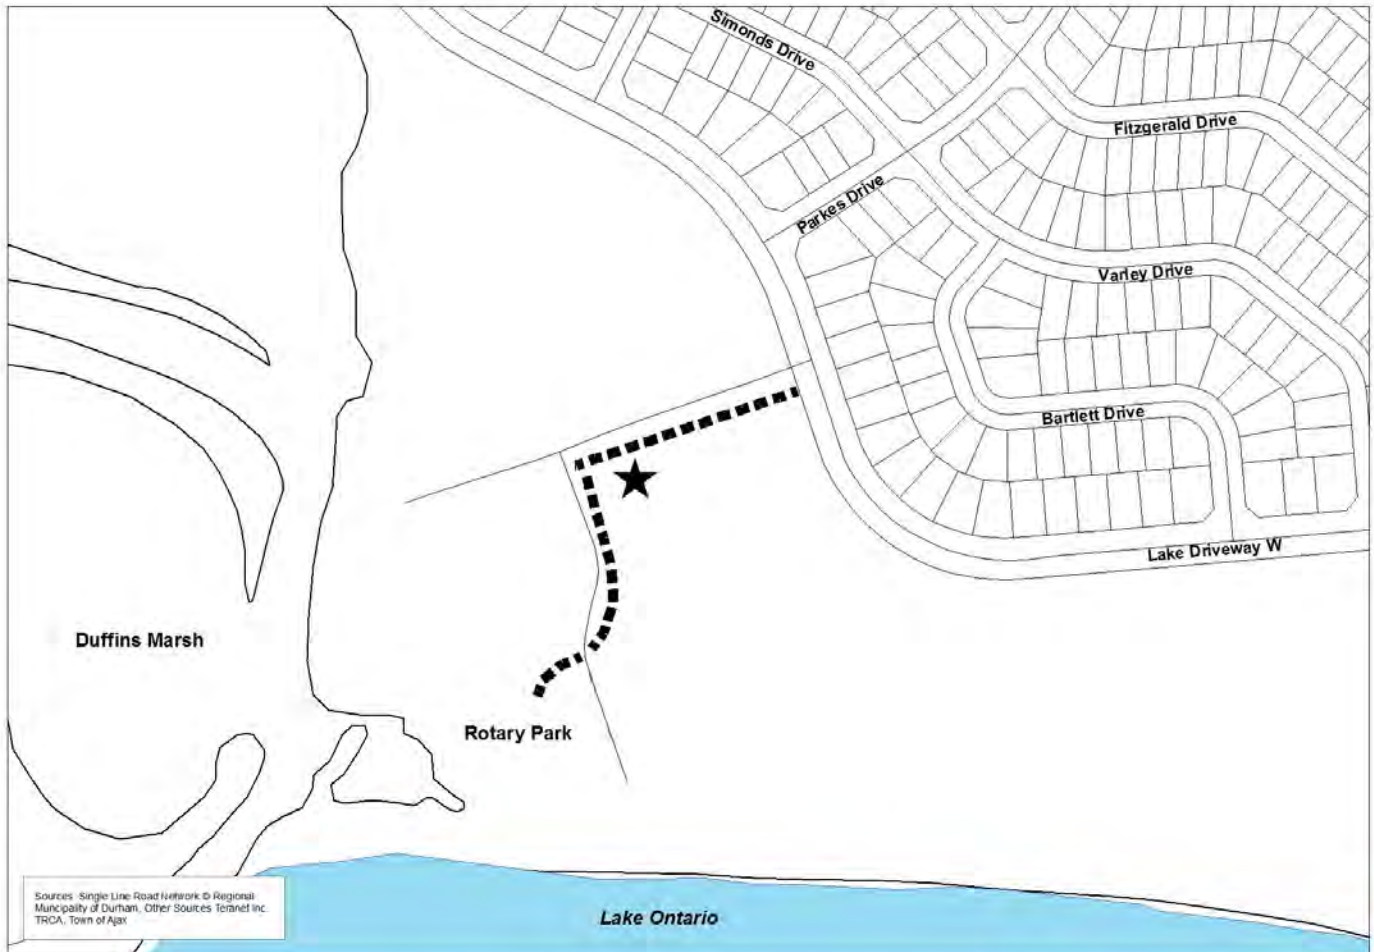 Simonds Drive
Fitzgerald Drive
Parkes Drive
Varley Drive
Bartlett Drive
Lake Driveway W
Duffins Marsh
Rotary Park
Lake Ontario
Sources: Single Line Road Network © Regional
Municipality of Durham, Other Sources Teranet Inc.
TRCA, Town of Ajax